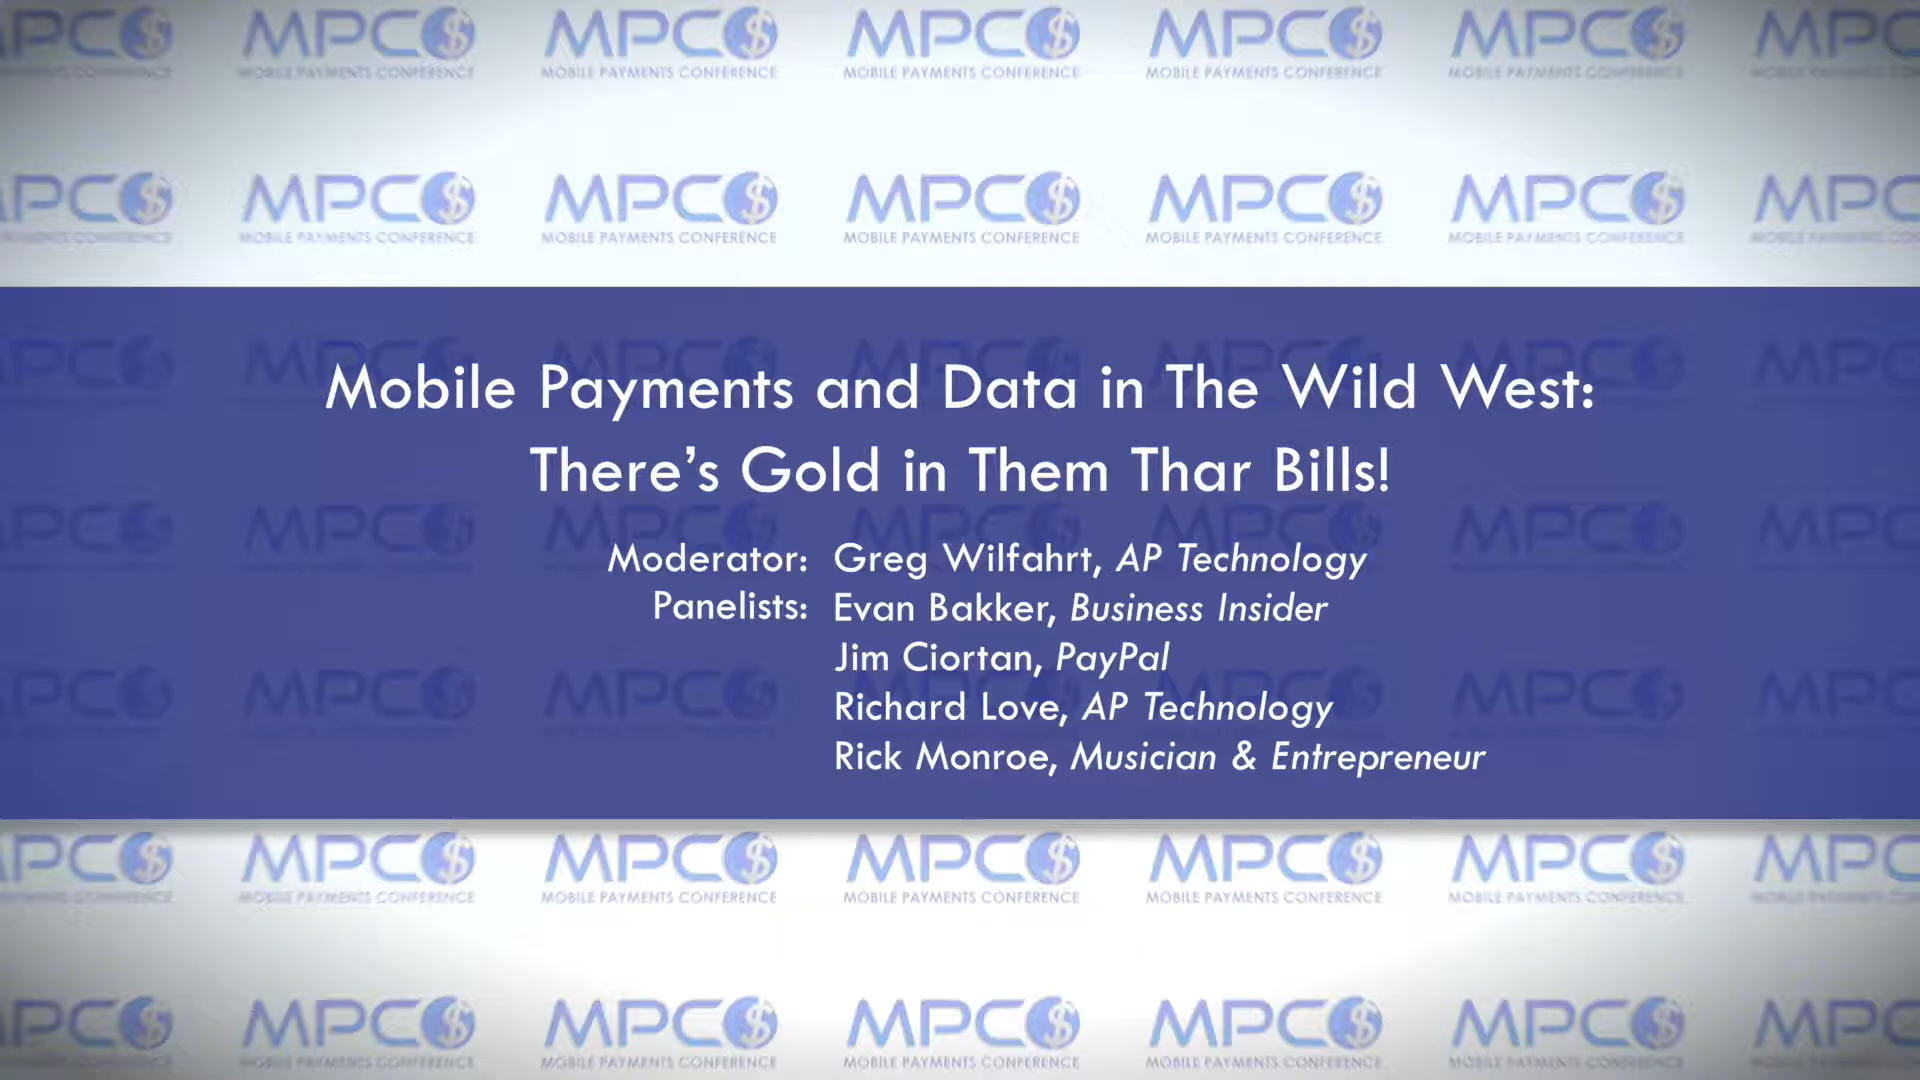 MPC
MOBILE PAYMENTS CONFERENCE
Mobile Payments and Data in The Wild West:
There's Gold in Them Thar Bills!
Moderator: Greg Wilfahrt, AP Technology
Panelists: Evan Bakker, Business Insider
Jim Ciortan, PayPal
Richard Love, AP Technology
Rick Monroe, Musician & Entrepreneur